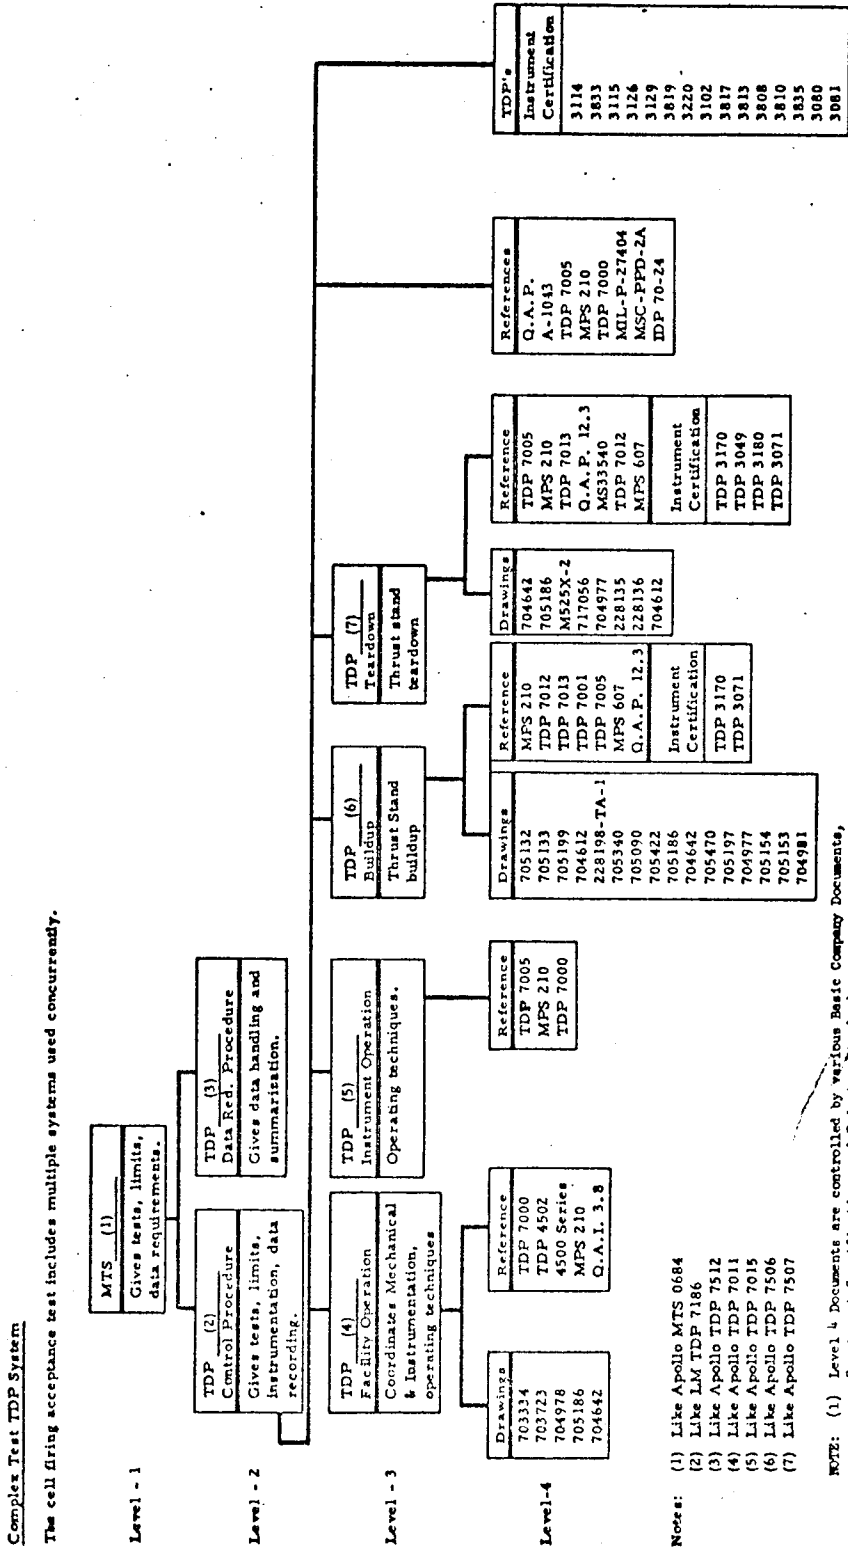 Complex Test TDP System
The cell firing acceptance test includes multiple systems used concurrently.
Level - 1
MTS (1)
Gives tests, limits,
data requirements.
Level - 2
TDP (2)
Control Procedure
Gives tests, limits,
instrumentation, data
recording.
TDP (3)
Data Red. Procedure
Gives data handling and
summarization.
Level - 3
TDP (4)
Facility Operation
Coordinates Mechanical
& Instrumentation,
operating techniques
TDP (5)
Instrument Operation
Operating techniques.
TDP (6)
Buildup
Thrust Stand
buildup
TDP (7)
Teardown
Thrust stand
teardown
Level-4
Drawings
703334
703723
704978
705186
704642
Reference
TDP 7000
TDP 4502
4500 Series
MPS 210
Q.A.I. 3.8
Reference
TDP 7005
MPS 210
TDP 7000
Drawings
705132
705133
705199
704612
228198-TA-1
705340
705090
705422
705186
704642
705470
705197
704977
705154
705153
704981
Reference
MPS 210
TDP 7012
TDP 7013
TDP 7001
TDP 7005
MPS 607
Q.A.P. 12.3
Instrument
Certification
TDP 3170
TDP 3071
Drawings
704642
705186
M525X-2
717056
704977
228135
228136
704612
Reference
TDP 7005
MPS 210
TDP 7013
Q.A.P. 12.3
MS33540
TDP 7012
MPS 607
Instrument
Certification
TDP 3170
TDP 3049
TDP 3180
TDP 3071
References
Q.A.P.
A-1043
TDP 7005
MPS 210
TDP 7000
MIL-P-27404
MSC-PPD-2A
IDP 70-24
TDP's
Instrument
Certification
3114
3833
3115
3126
3129
3819
3220
3102
3817
3813
3808
3810
3835
3080
3081
Notes: (1) Like Apollo MTS 0684
(2) Like LM TDP 7186
(3) Like Apollo TDP 7512
(4) Like Apollo TDP 7011
(5) Like Apollo TDP 7015
(6) Like Apollo TDP 7506
(7) Like Apollo TDP 7507
NOTE: (1) Level 4 Documents are controlled by various Basic Company Documents,